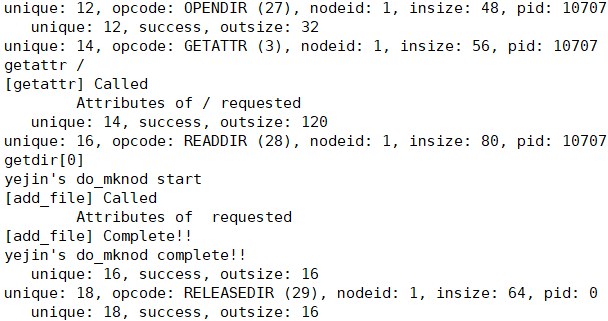 unique: 12, opcode: OPENDIR (27), nodeid: 1, insize: 48, pid: 10707
unique: 12, success, outsize: 32
unique: 14, opcode: GETATTR (3), nodeid: 1, insize: 56, pid: 10707
getattr /
[getattr] Called
Attributes of / requested
unique: 14, success, outsize: 120
unique: 16, opcode: READDIR (28), nodeid: 1, insize: 80, pid: 10707
getdir[0]
yejin's do_mknod start
[add_file] Called
Attributes of  requested
[add_file] Complete!!
yejin's do_mknod complete!!
unique: 16, success, outsize: 16
unique: 18, opcode: RELEASEDIR (29), nodeid: 1, insize: 64, pid: 0
unique: 18, success, outsize: 16